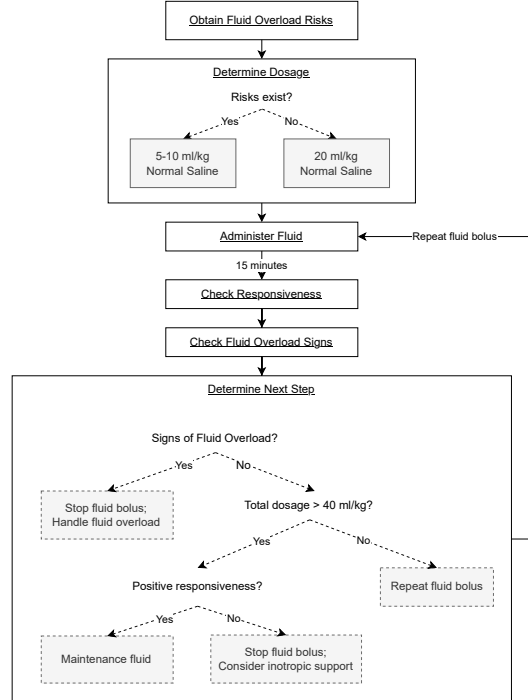 Obtain Fluid Overload Risks
Determine Dosage
Risks exist?
Yes
No
5-10 ml/kg
Normal Saline
20 ml/kg
Normal Saline
Administer Fluid
Repeat fluid bolus
15 minutes
Check Responsiveness
Check Fluid Overload Signs
Determine Next Step
Signs of Fluid Overload?
Yes
No
Stop fluid bolus;
Handle fluid overload
Total dosage > 40 ml/kg?
Yes
No
Positive responsiveness?
Repeat fluid bolus
Yes
No
Maintenance fluid
Stop fluid bolus;
Consider inotropic support